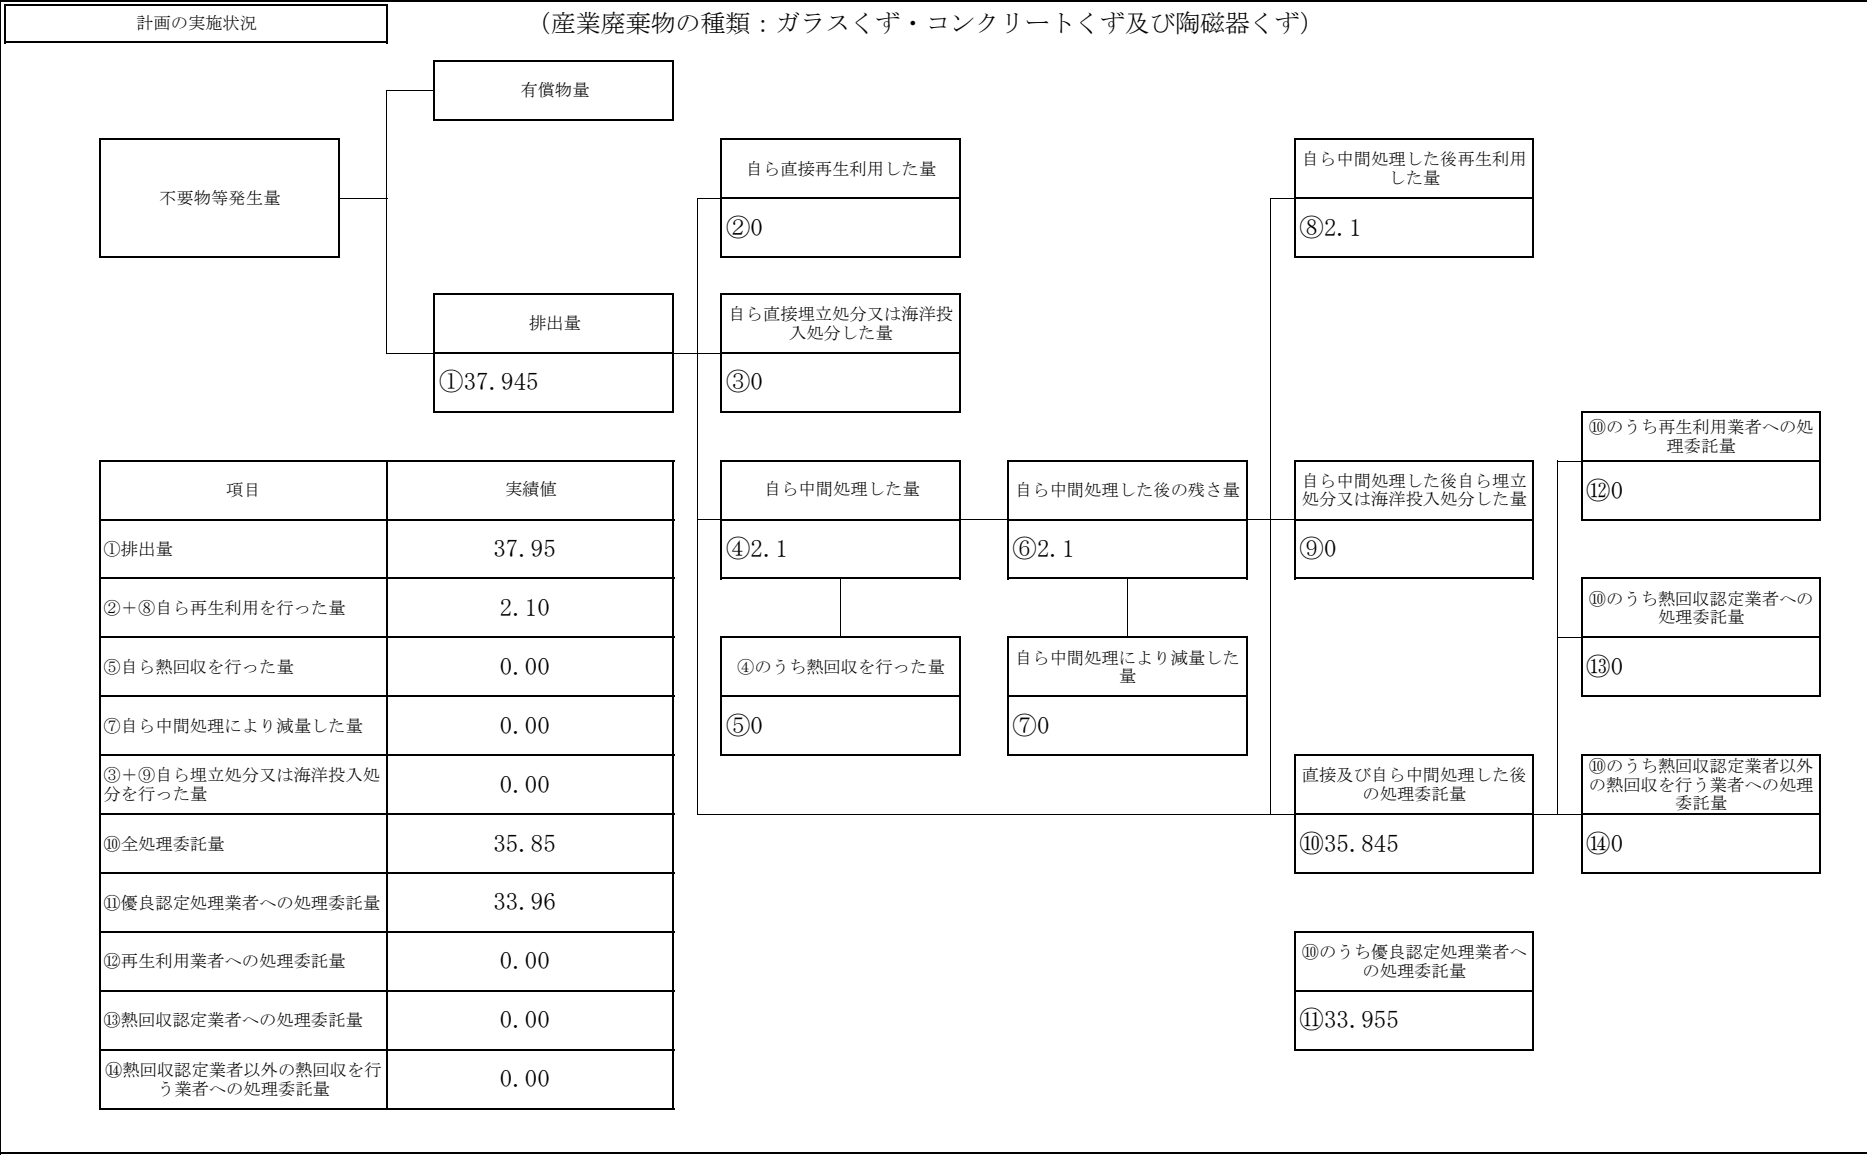 計画の実施状況
（産業廃棄物の種類：ガラスくず・コンクリートくず及び陶磁器くず）
有償物量
不要物等発生量
自ら直接再生利用した量
②0
自ら中間処理した後再生利用
した量
⑧2.1
排出量
①37.945
自ら直接埋立処分又は海洋投
入処分した量
③0
項目
実績値
①排出量
37.95
②＋⑧自ら再生利用を行った量
2.10
⑤自ら熱回収を行った量
0.00
⑦自ら中間処理により減量した量
0.00
③＋⑨自ら埋立処分又は海洋投入処
分を行った量
0.00
⑩全処理委託量
35.85
⑪優良認定処理業者への処理委託量
33.96
⑫再生利用業者への処理委託量
0.00
⑬熱回収認定業者への処理委託量
0.00
⑭熱回収認定業者以外の熱回収を行
う業者への処理委託量
0.00
自ら中間処理した量
④2.1
自ら中間処理した後の残さ量
⑥2.1
自ら中間処理した後自ら埋立
処分又は海洋投入処分した量
⑨0
⑩のうち再生利用業者への処
理委託量
⑫0
④のうち熱回収を行った量
⑤0
自ら中間処理により減量した
量
⑦0
⑩のうち熱回収認定業者への
処理委託量
⑬0
直接及び自ら中間処理した後
の処理委託量
⑩35.845
⑩のうち熱回収認定業者以外
の熱回収を行う業者への処理
委託量
⑭0
⑩のうち優良認定処理業者へ
の処理委託量
⑪33.955